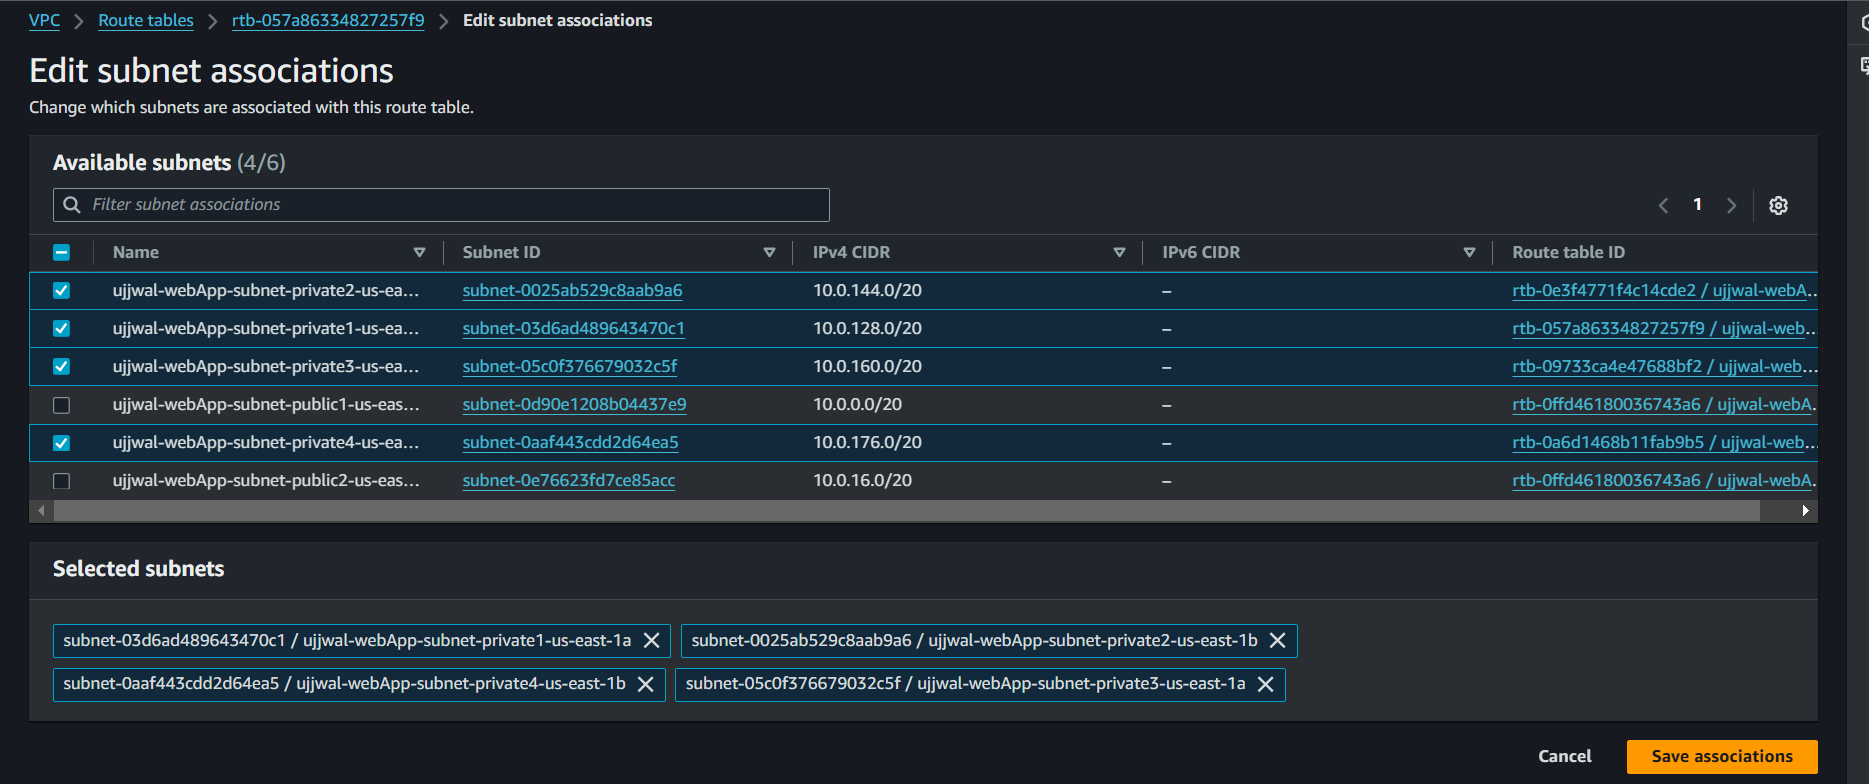 VPC > Route tables > rtb-057a86334827257f9 > Edit subnet associations
Edit subnet associations
Change which subnets are associated with this route table.
Available subnets (4/6)
Filter subnet associations
1
Name Subnet ID IPv4 CIDR IPv6 CIDR Route table ID
ujjwal-webApp-subnet-private2-us-ea... subnet-0025ab529c8aab9a6 10.0.144.0/20 – rtb-0e3f4771f4c14cde2 / ujjwal-webA...
ujjwal-webApp-subnet-private1-us-ea... subnet-03d6ad489643470c1 10.0.128.0/20 – rtb-057a86334827257f9 / ujjwal-web...
ujjwal-webApp-subnet-private3-us-ea... subnet-05c0f376679032c5f 10.0.160.0/20 – rtb-09733ca4e47688bf2 / ujjwal-web...
ujjwal-webApp-subnet-public1-us-eas... subnet-0d90e1208b04437e9 10.0.0.0/20 – rtb-0ffd46180036743a6 / ujjwal-webA...
ujjwal-webApp-subnet-private4-us-ea... subnet-0aaf443cdd2d64ea5 10.0.176.0/20 – rtb-0a6d1468b11fab9b5 / ujjwal-web...
ujjwal-webApp-subnet-public2-us-eas... subnet-0e76623fd7ce85acc 10.0.16.0/20 – rtb-0ffd46180036743a6 / ujjwal-webA...
Selected subnets
subnet-03d6ad489643470c1 / ujjwal-webApp-subnet-private1-us-east-1a subnet-0025ab529c8aab9a6 / ujjwal-webApp-subnet-private2-us-east-1b
subnet-0aaf443cdd2d64ea5 / ujjwal-webApp-subnet-private4-us-east-1b subnet-05c0f376679032c5f / ujjwal-webApp-subnet-private3-us-east-1a
Cancel Save associations